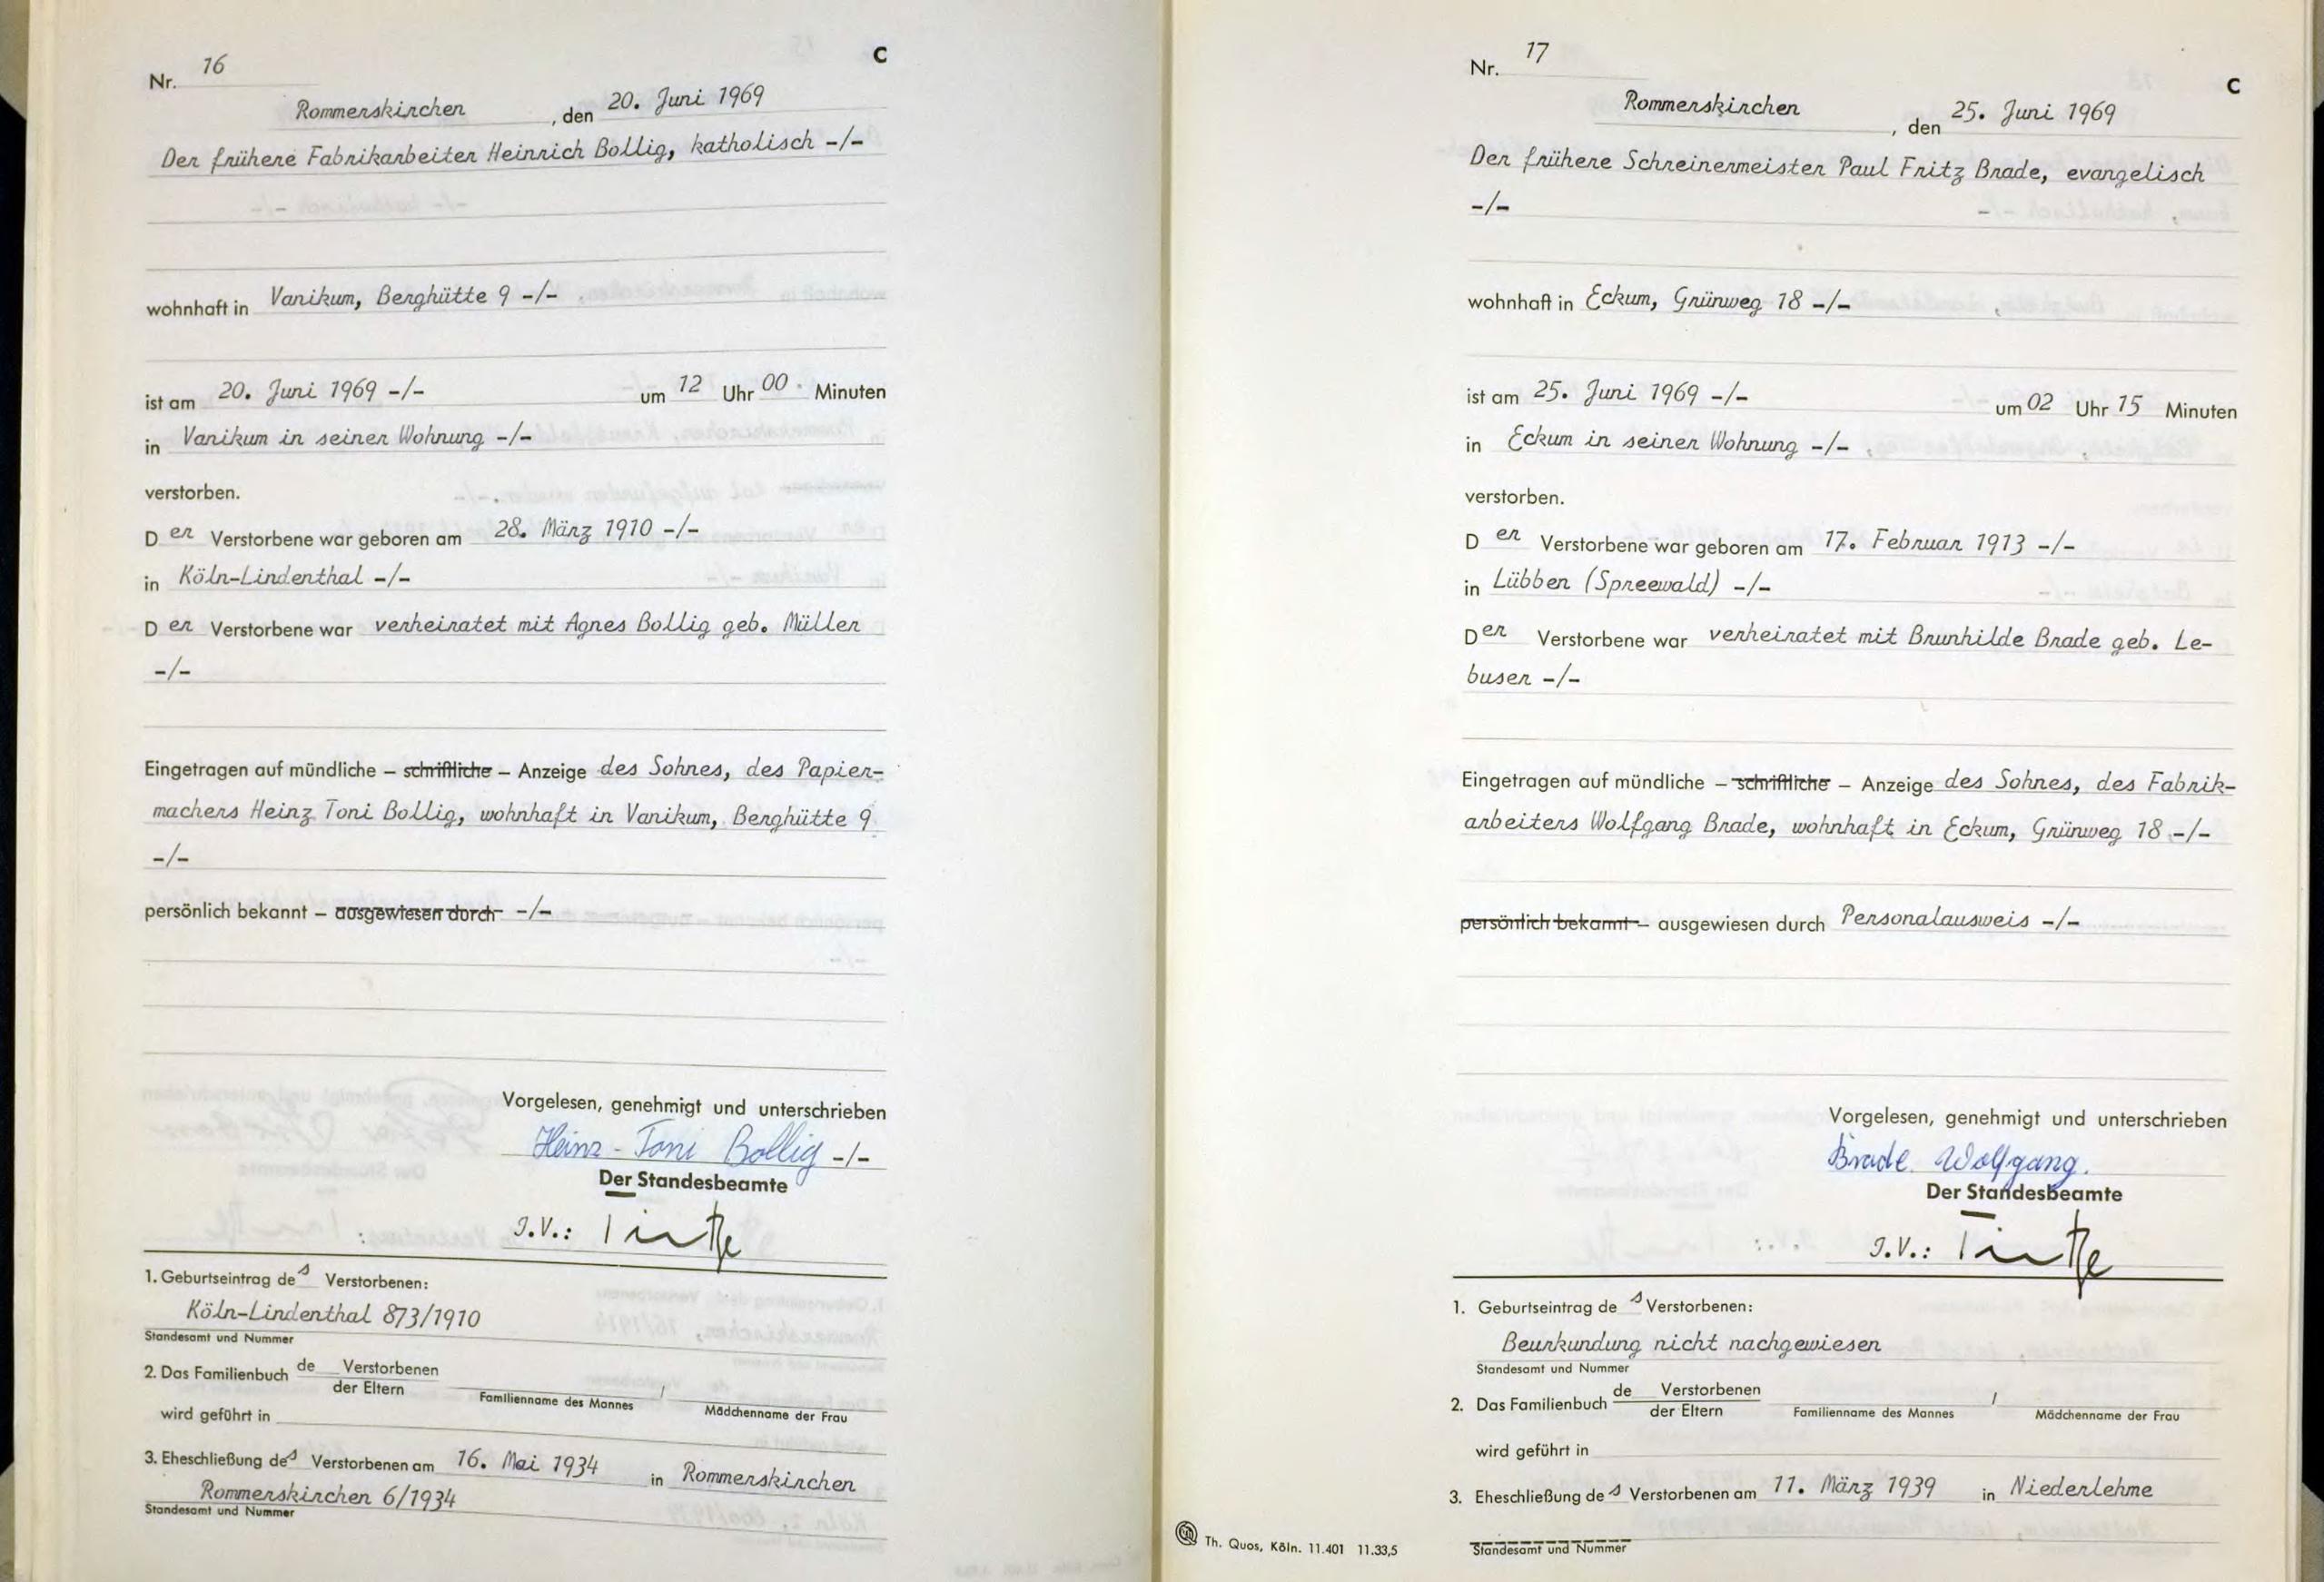 Nr. 16
C
Rommerskirchen, den 20. Juni 1969
Der frühere Fabrikarbeiter Heinrich Bollig, katholisch -/-
wohnhaft in Vanikum, Berghütte 9 -/-
ist am 20. Juni 1969 -/- um 12 Uhr 00 Minuten
in Vanikum in seiner Wohnung -/-
verstorben.
Der Verstorbene war geboren am 28. März 1910 -/-
in Köln-Lindenthal -/-
Der Verstorbene war verheiratet mit Agnes Bollig geb. Müller
-/-
Eingetragen auf mündliche – schriftliche – Anzeige des Sohnes, des Papier-
machers Heinz Toni Bollig, wohnhaft in Vanikum, Berghütte 9
-/-
persönlich bekannt – ausgewiesen durch -/-
Vorgelesen, genehmigt und unterschrieben
Heinz-Toni Bollig -/-
Der Standesbeamte
J.V.:
1. Geburtseintrag des Verstorbenen:
Köln-Lindenthal 873/1910
Standesamt und Nummer
2. Das Familienbuch de Verstorbenen
der Eltern
Familienname des Mannes / Mädchenname der Frau
wird geführt in
3. Eheschließung des Verstorbenen am 16. Mai 1934 in Rommerskirchen
Rommerskirchen 6/1934
Standesamt und Nummer
Nr. 17
C
Rommerskirchen, den 25. Juni 1969
Der frühere Schreinermeister Paul Fritz Brade, evangelisch
-/-
wohnhaft in Eckum, Grünweg 18 -/-
ist am 25. Juni 1969 -/- um 02 Uhr 15 Minuten
in Eckum in seiner Wohnung -/-
verstorben.
Der Verstorbene war geboren am 17. Februar 1913 -/-
in Lübben (Spreewald) -/-
Der Verstorbene war verheiratet mit Brunhilde Brade geb. Le-
buser -/-
Eingetragen auf mündliche – schriftliche – Anzeige des Sohnes, des Fabrik-
arbeiters Wolfgang Brade, wohnhaft in Eckum, Grünweg 18 -/-
persönlich bekannt – ausgewiesen durch Personalausweis -/-
Vorgelesen, genehmigt und unterschrieben
Brade Wolfgang.
Der Standesbeamte
J.V.:
1. Geburtseintrag des Verstorbenen:
Beurkundung nicht nachgewiesen
Standesamt und Nummer
2. Das Familienbuch de Verstorbenen
der Eltern
Familienname des Mannes / Mädchenname der Frau
wird geführt in
3. Eheschließung des Verstorbenen am 11. März 1939 in Niederlehme
Standesamt und Nummer
Th. Quos, Köln. 11.401 11.33,5